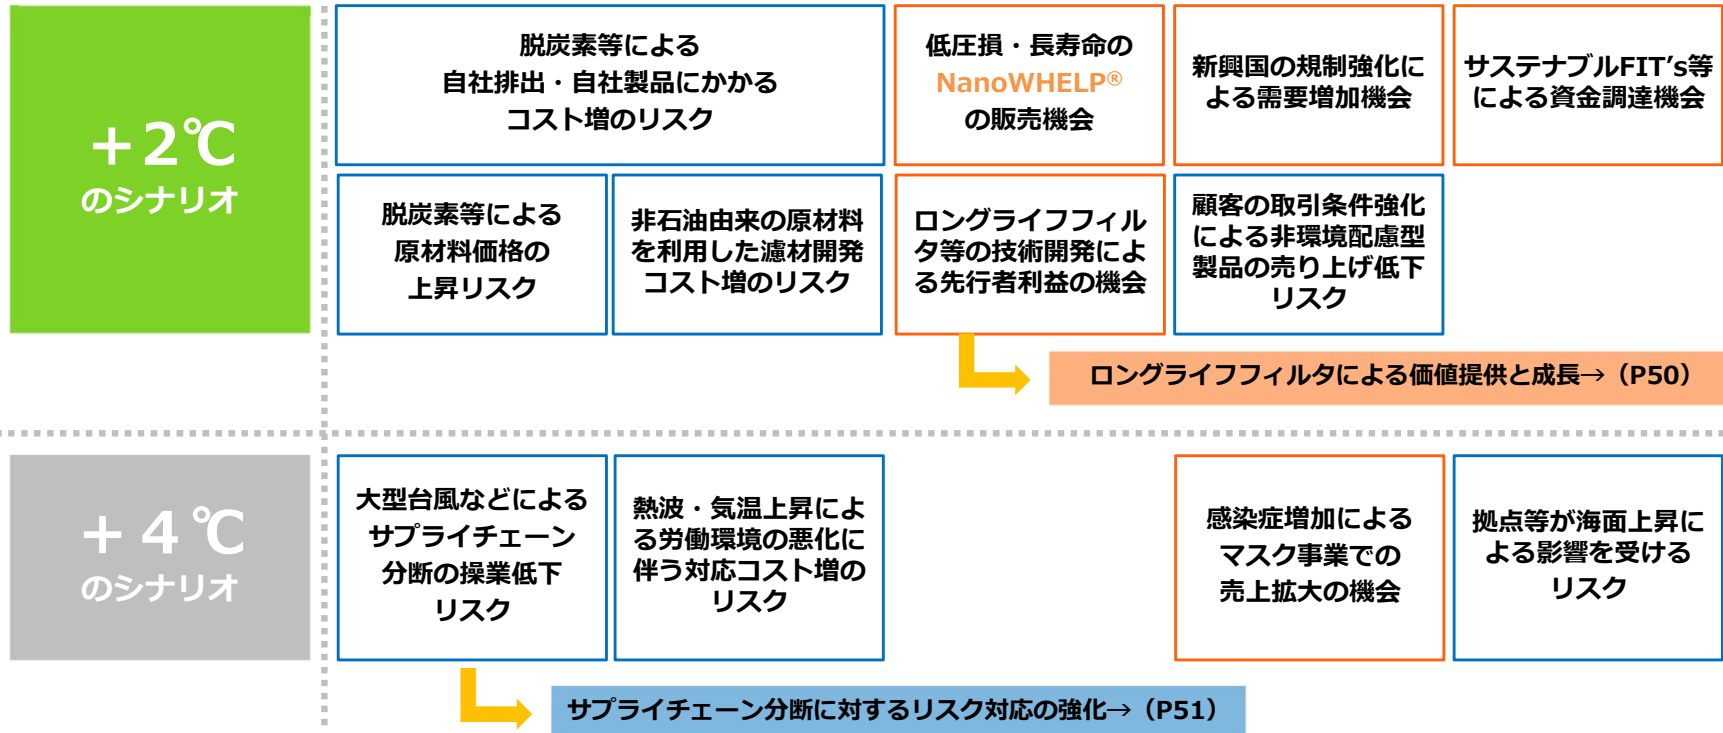 ＋2℃
のシナリオ
脱炭素等による
自社排出・自社製品にかかる
コスト増のリスク
低圧損・長寿命の
NanoWHELP®
の販売機会
新興国の規制強化に
よる需要増加機会
サステナブルFIT’s等
による資金調達機会
脱炭素等による
原材料価格の
上昇リスク
非石油由来の原材料
を利用した濾材開発
コスト増のリスク
ロングライフフィル
タ等の技術開発によ
る先行者利益の機会
顧客の取引条件強化
による非環境配慮型
製品の売り上げ低下
リスク
ロングライフフィルタによる価値提供と成長→（P50）
＋４℃
のシナリオ
大型台風などによる
サプライチェーン
分断の操業低下
リスク
熱波・気温上昇によ
る労働環境の悪化に
伴う対応コスト増の
リスク
感染症増加による
マスク事業での
売上拡大の機会
拠点等が海面上昇に
よる影響を受ける
リスク
サプライチェーン分断に対するリスク対応の強化→（P51）